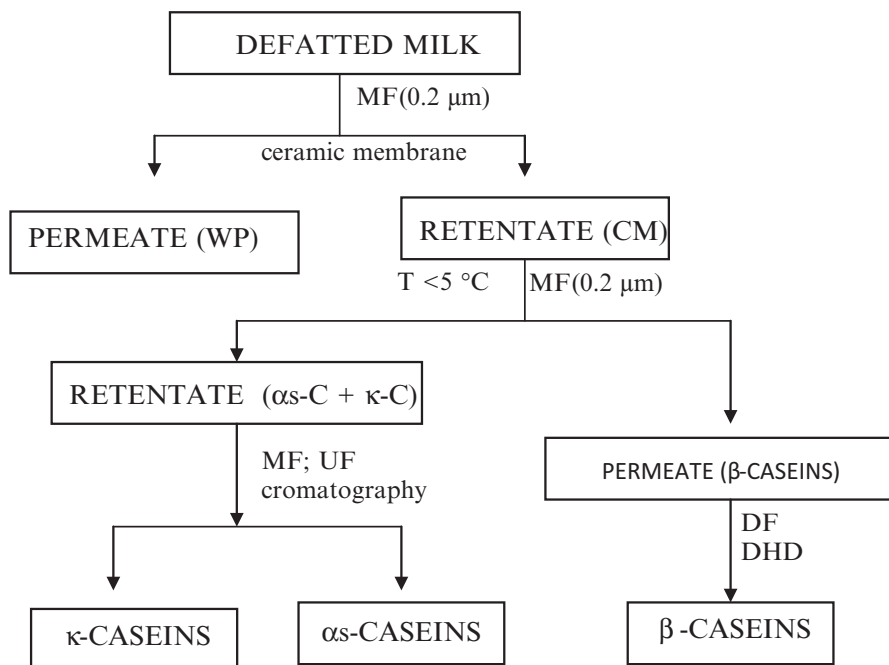 DEFATTED MILK
MF(0.2 μm)
ceramic membrane
PERMEATE (WP)
RETENTATE (CM)
T <5 °C
MF(0.2 μm)
RETENTATE (αs-C + κ-C)
MF; UF
cromatography
PERMEATE (β-CASEINS)
DF
DHD
κ-CASEINS
αs-CASEINS
β -CASEINS